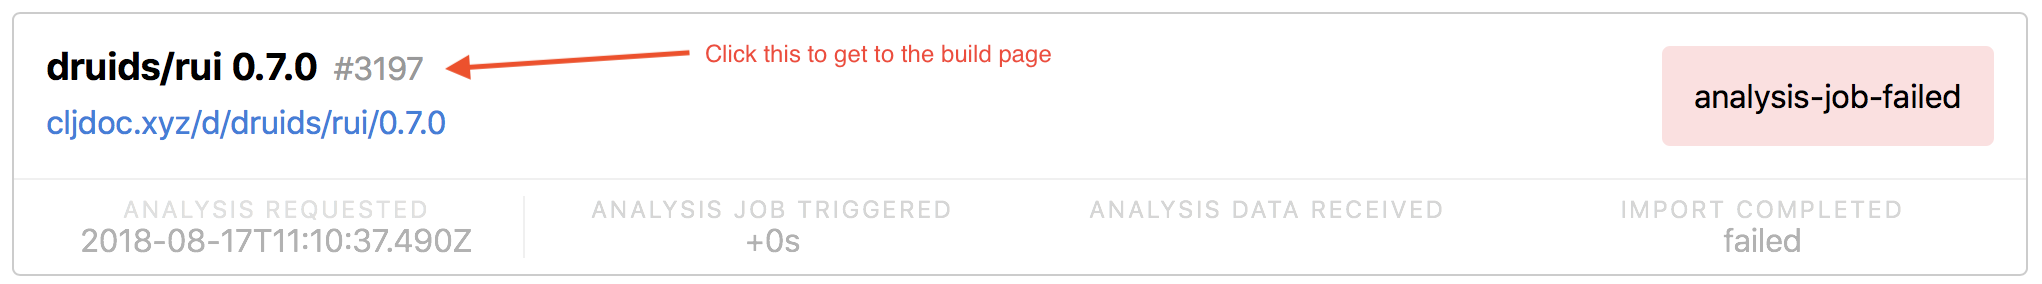 druids/rui 0.7.0 #3197
Click this to get to the build page
cljdoc.xyz/d/druids/rui/0.7.0
analysis-job-failed
ANALYSIS REQUESTED
2018-08-17T11:10:37.490Z
ANALYSIS JOB TRIGGERED
+0s
ANALYSIS DATA RECEIVED
IMPORT COMPLETED
failed